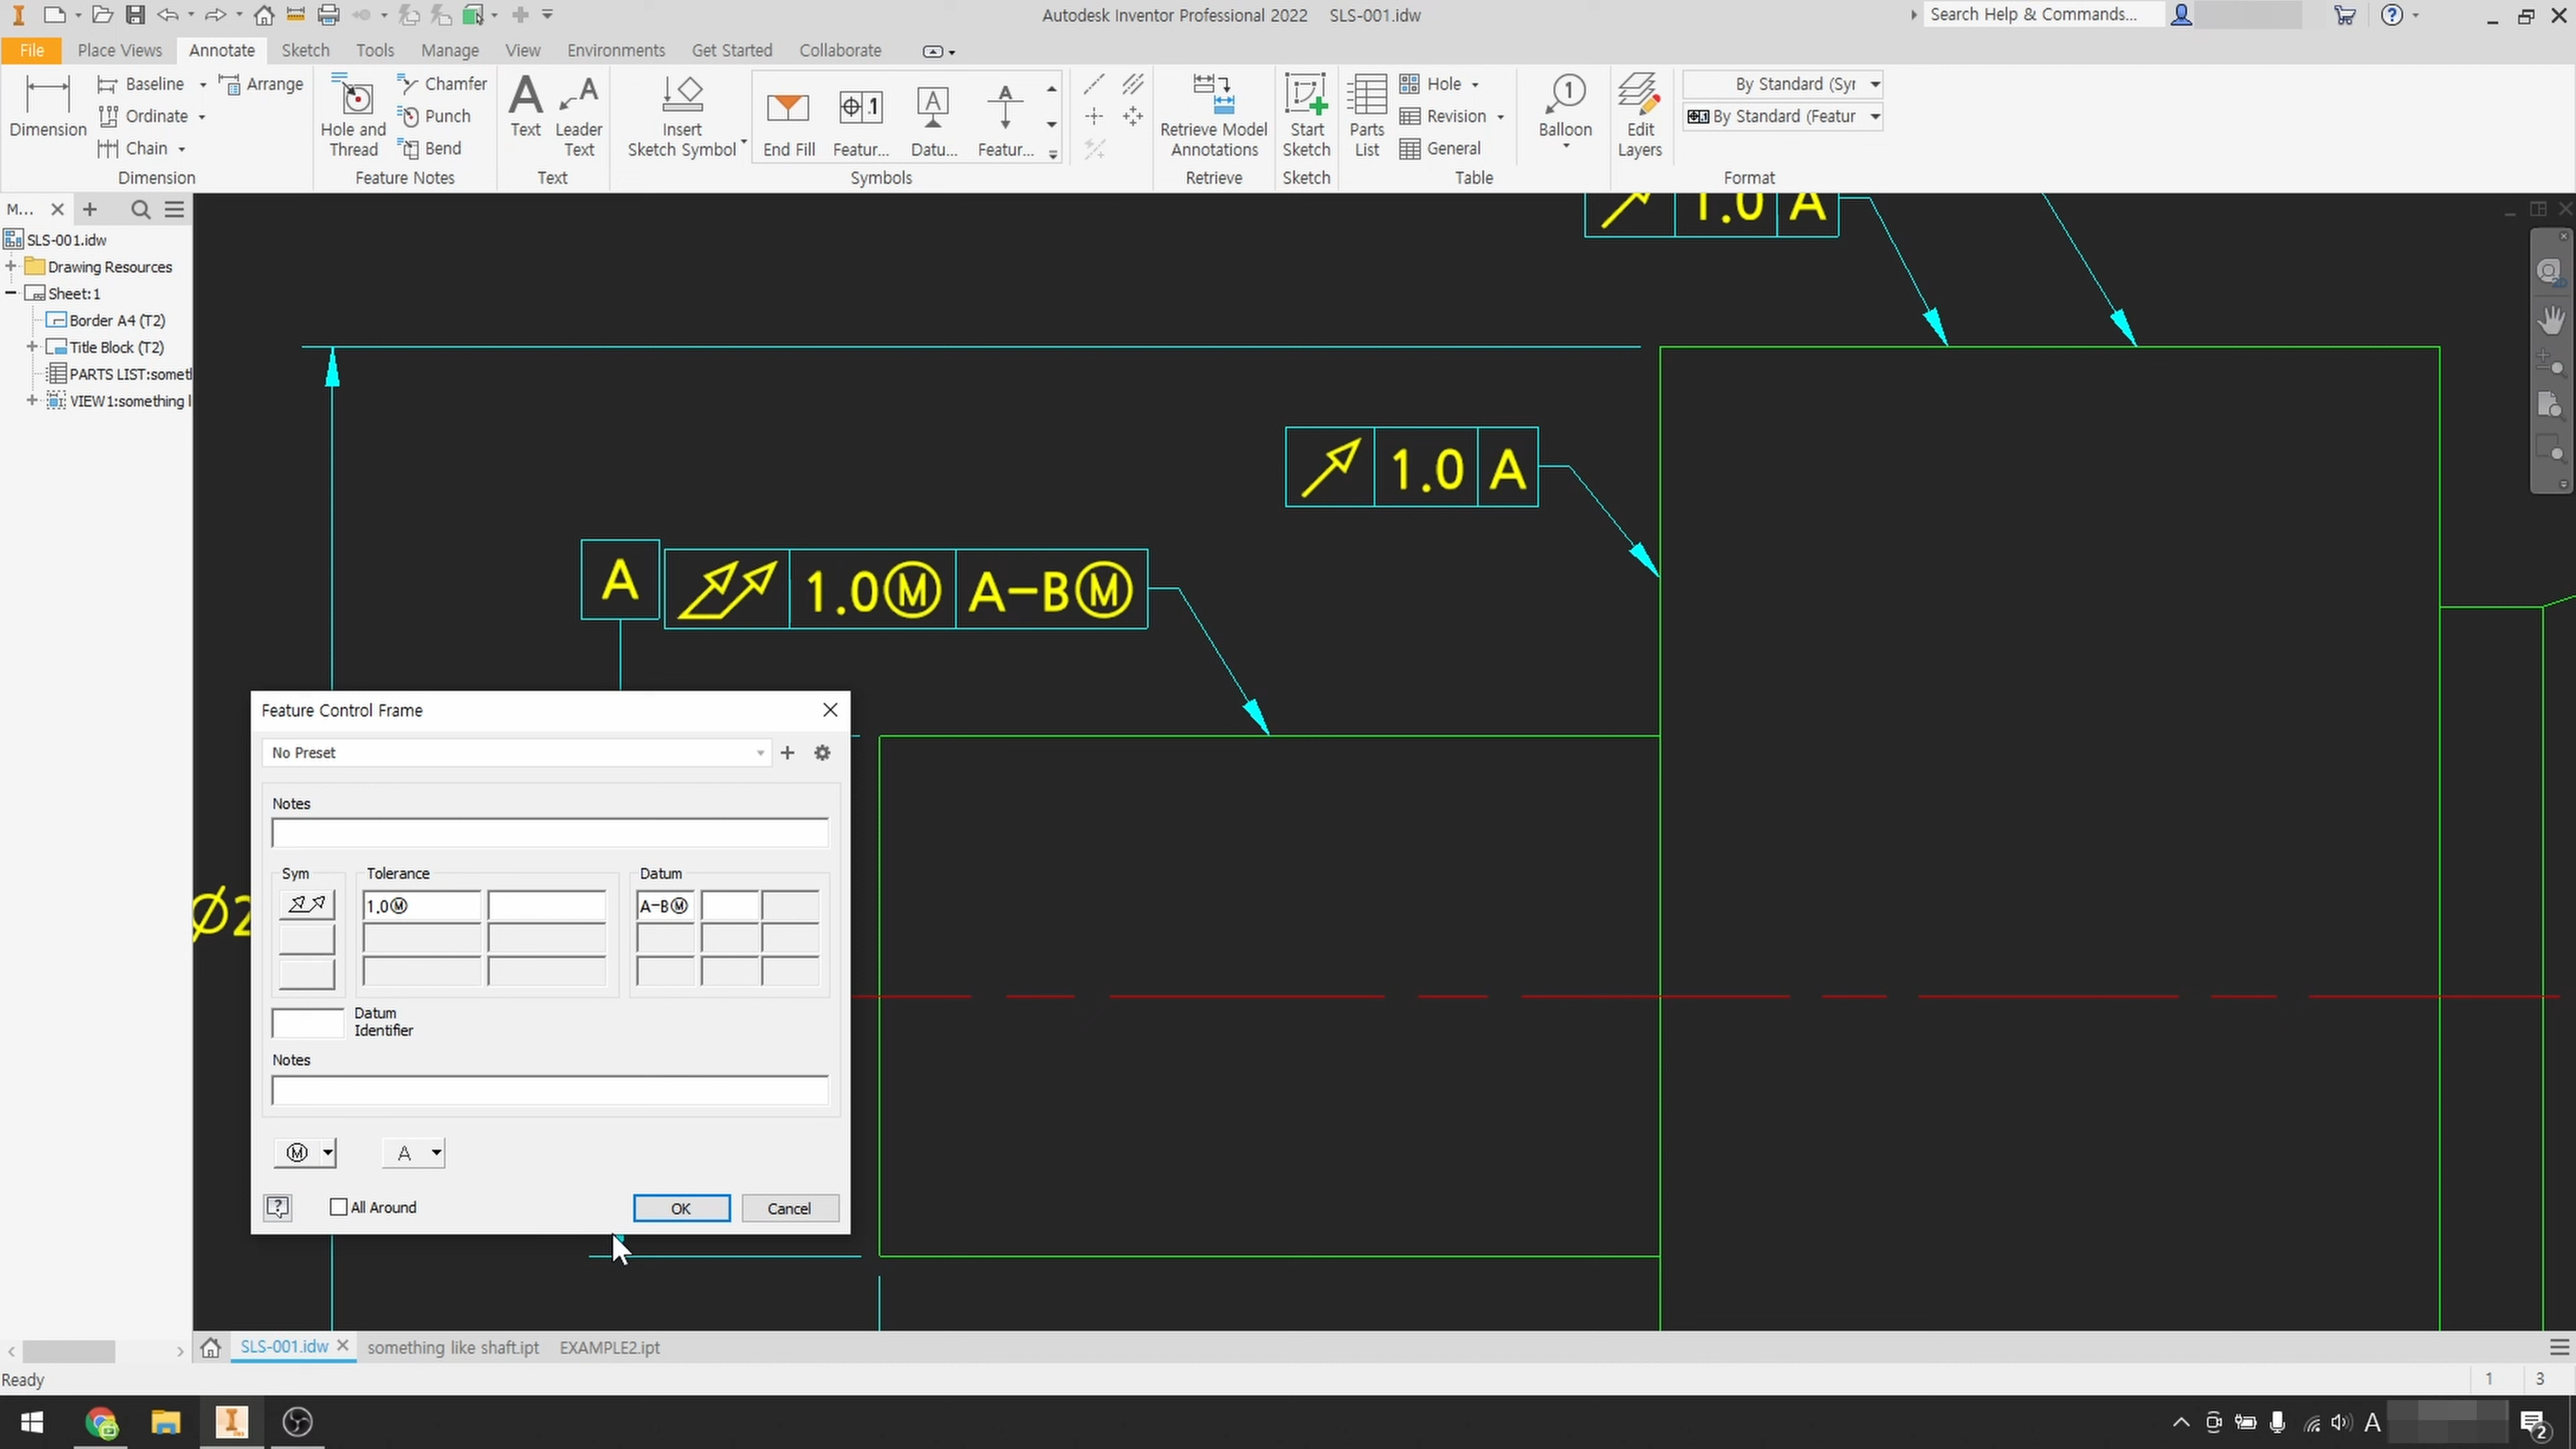 Autodesk Inventor Professional 2022 SLS-001.idw
Search Help & Commands...
File Place Views Annotate Sketch Tools Manage View Environments Get Started Collaborate
Dimension
Baseline
Ordinate
Chain
Arrange
Dimension
Hole and Thread
Chamfer
Punch
Bend
Feature Notes
Text
Leader Text
Text
Insert Sketch Symbol
End Fill
Featur...
Datu...
Featur...
Symbols
Retrieve Model Annotations
Retrieve
Start Sketch
Sketch
Parts List
Hole
Revision
General
Table
Balloon
Edit Layers
By Standard (Syr
By Standard (Featur
Format
M...
SLS-001.idw
Drawing Resources
Sheet:1
Border A4 (T2)
Title Block (T2)
PARTS LIST:somet
VIEW1:something l
1.0 A
1.0 A
A
1.0Ⓜ A-BⓂ
Ø2
Feature Control Frame
No Preset
Notes
Sym Tolerance Datum
1.0Ⓜ A-BⓂ
Datum Identifier
Notes
Ⓜ A
All Around
OK Cancel
SLS-001.idw something like shaft.ipt EXAMPLE2.ipt
Ready
1 3
A
2